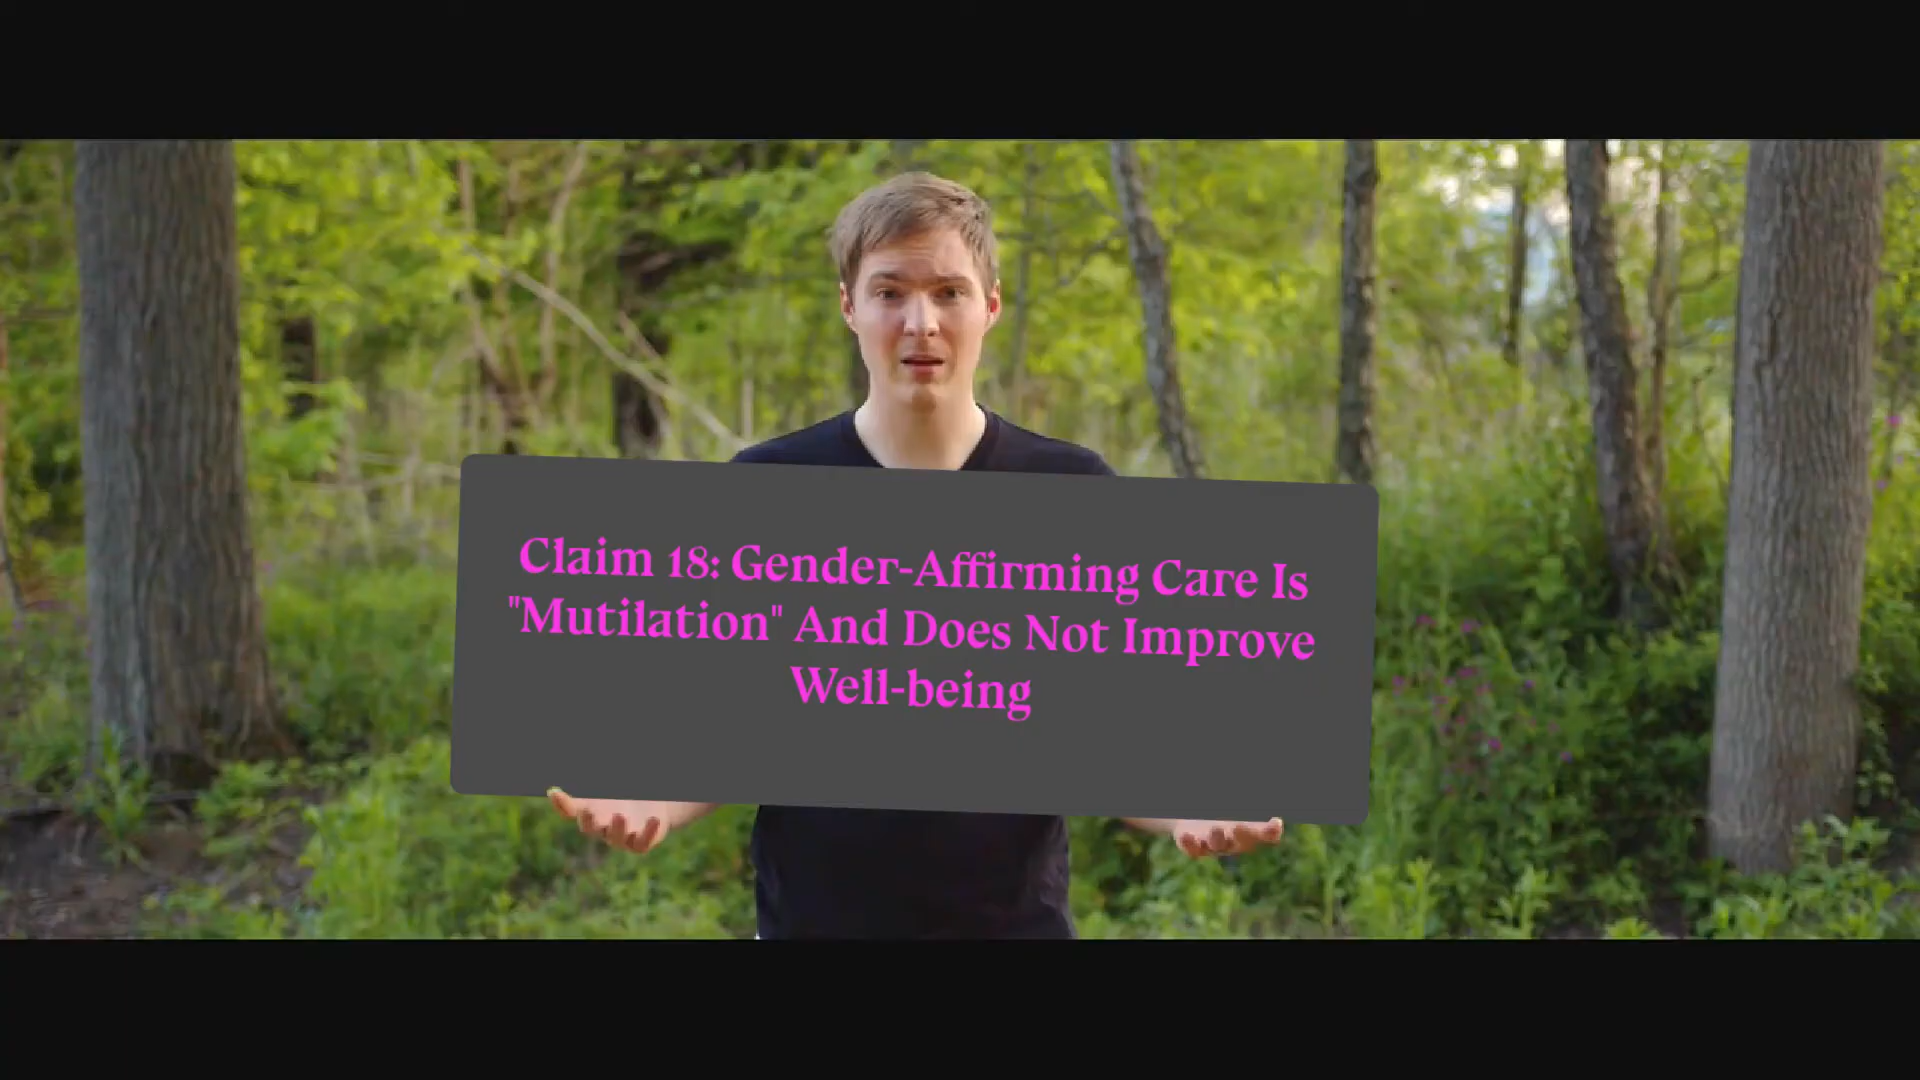 Claim 18: Gender-Affirming Care Is
"Mutilation" And Does Not Improve
Well-being